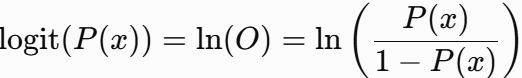 logit(P(x)) = ln(O) = ln ( P(x) / 1 − P(x) )